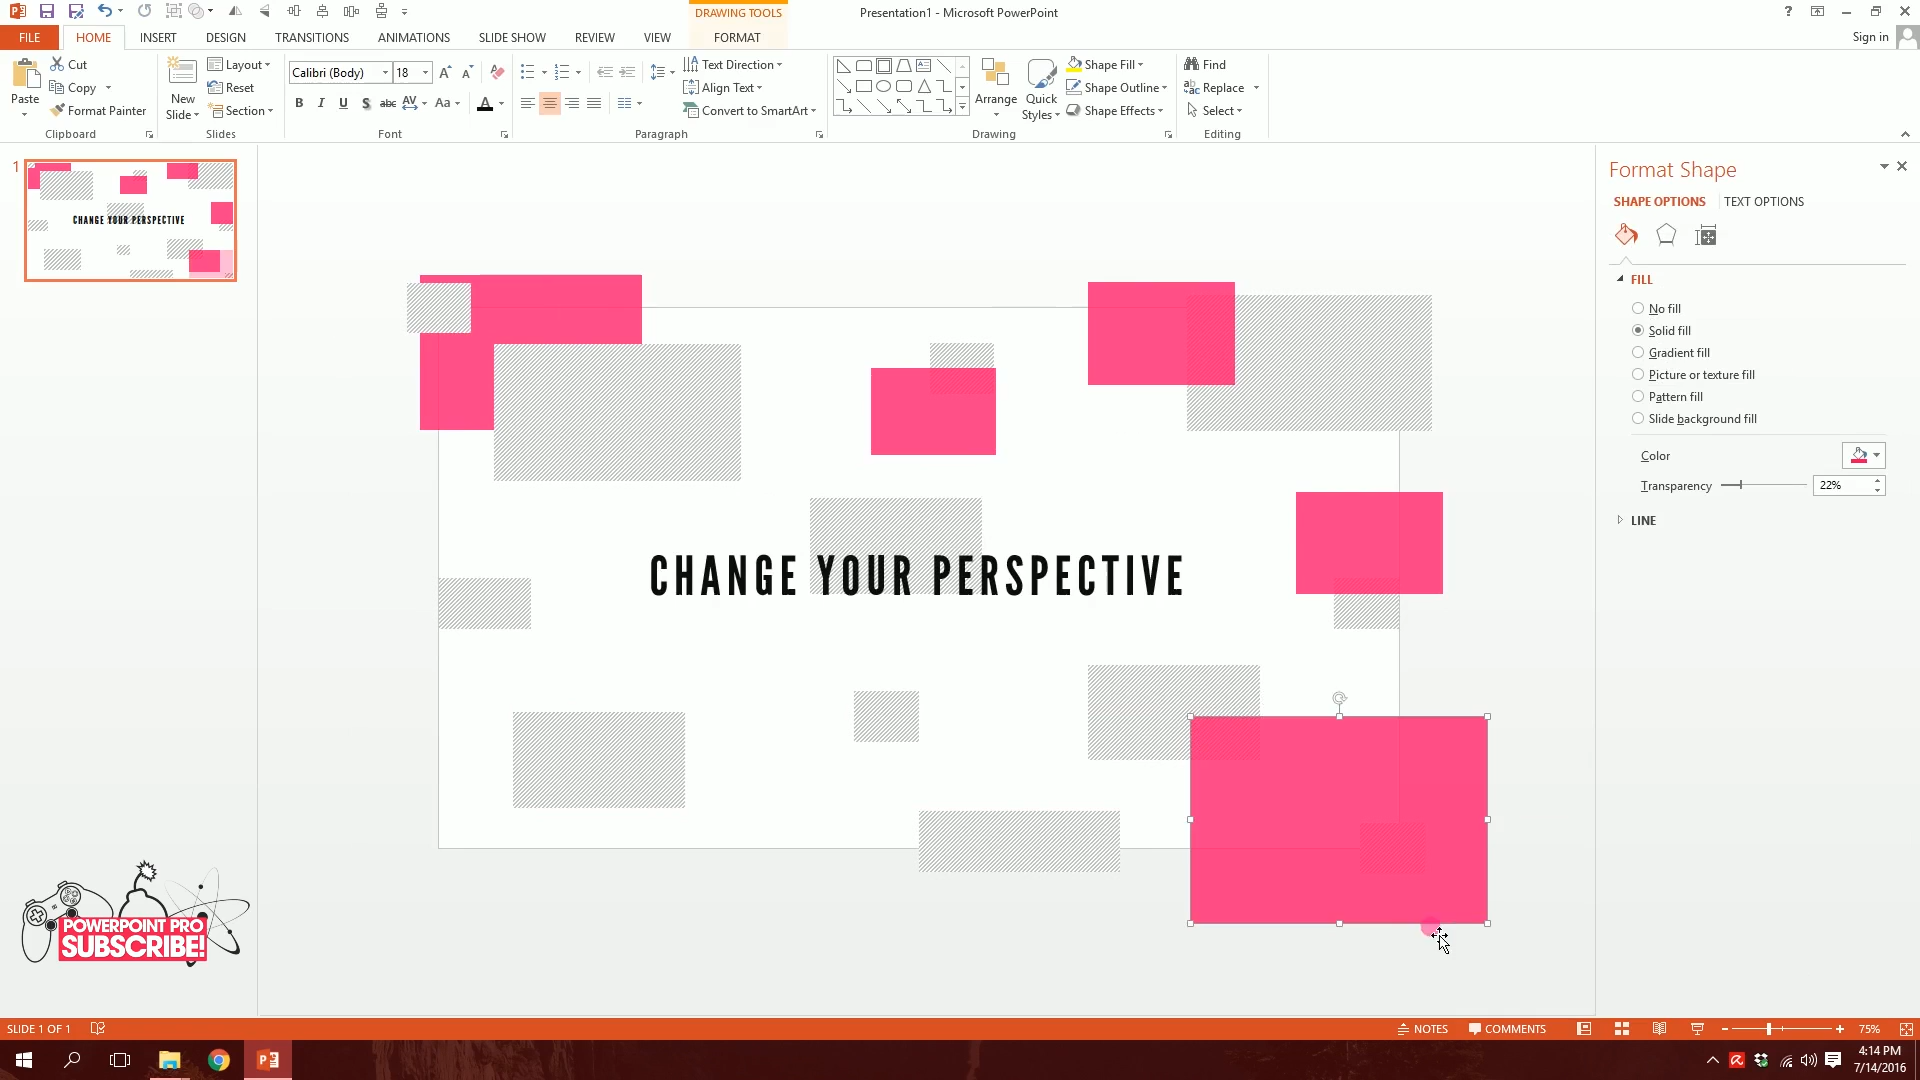 DRAWING TOOLS
Presentation1 - Microsoft PowerPoint
?
FILE
HOME
INSERT
DESIGN
TRANSITIONS
ANIMATIONS
SLIDE SHOW
REVIEW
VIEW
FORMAT
Sign in
Paste
Cut
Copy
Format Painter
Clipboard
New
Slide
Layout
Reset
Section
Slides
Calibri (Body)
18
B I U S abc AV Aa A
Font
Text Direction
Align Text
Convert to SmartArt
Paragraph
Arrange
Quick
Styles
Shape Fill
Shape Outline
Shape Effects
Drawing
Find
Replace
Select
Editing
1
CHANGE YOUR PERSPECTIVE
CHANGE YOUR PERSPECTIVE
POWERPOINT PRO
SUBSCRIBE!
Format Shape
SHAPE OPTIONS
TEXT OPTIONS
FILL
No fill
Solid fill
Gradient fill
Picture or texture fill
Pattern fill
Slide background fill
Color
Transparency
22%
LINE
SLIDE 1 OF 1
NOTES
COMMENTS
75%
4:14 PM
7/14/2016